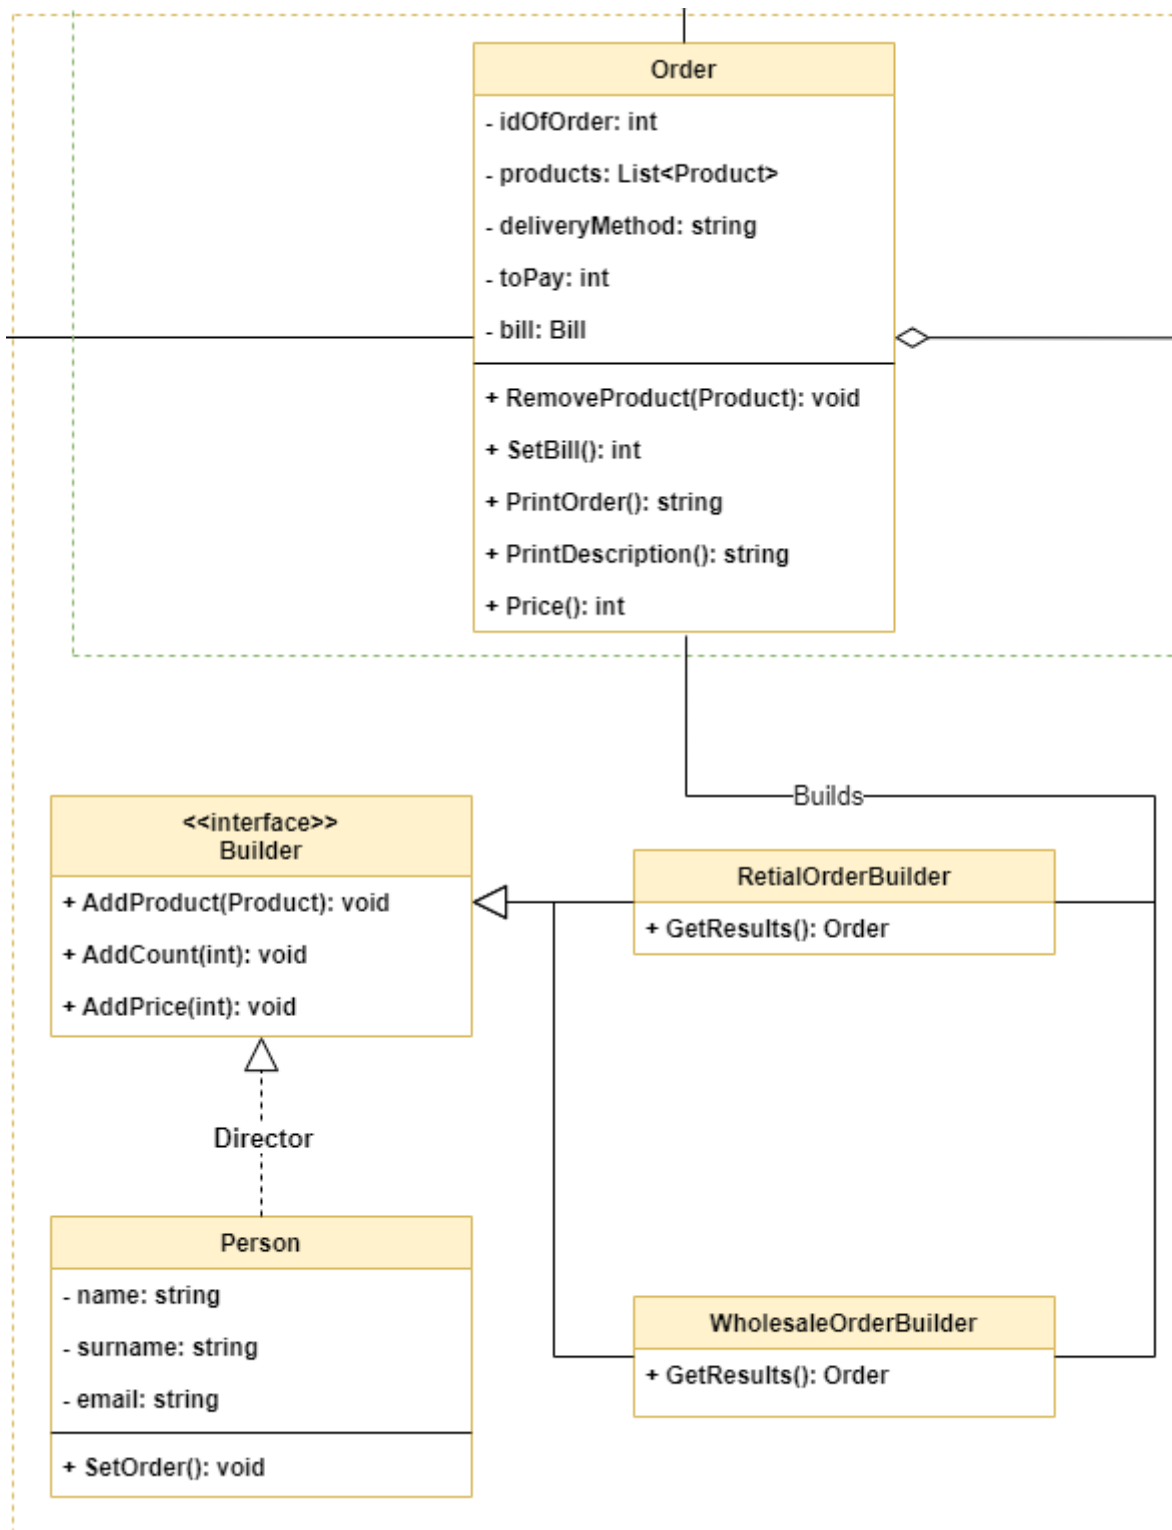 Order
- idOfOrder: int
- products: List<Product>
- deliveryMethod: string
- toPay: int
- bill: Bill
+ RemoveProduct(Product): void
+ SetBill(): int
+ PrintOrder(): string
+ PrintDescription(): string
+ Price(): int
Builds
<<interface>>
Builder
+ AddProduct(Product): void
+ AddCount(int): void
+ AddPrice(int): void
RetialOrderBuilder
+ GetResults(): Order
Director
Person
- name: string
- surname: string
- email: string
+ SetOrder(): void
WholesaleOrderBuilder
+ GetResults(): Order